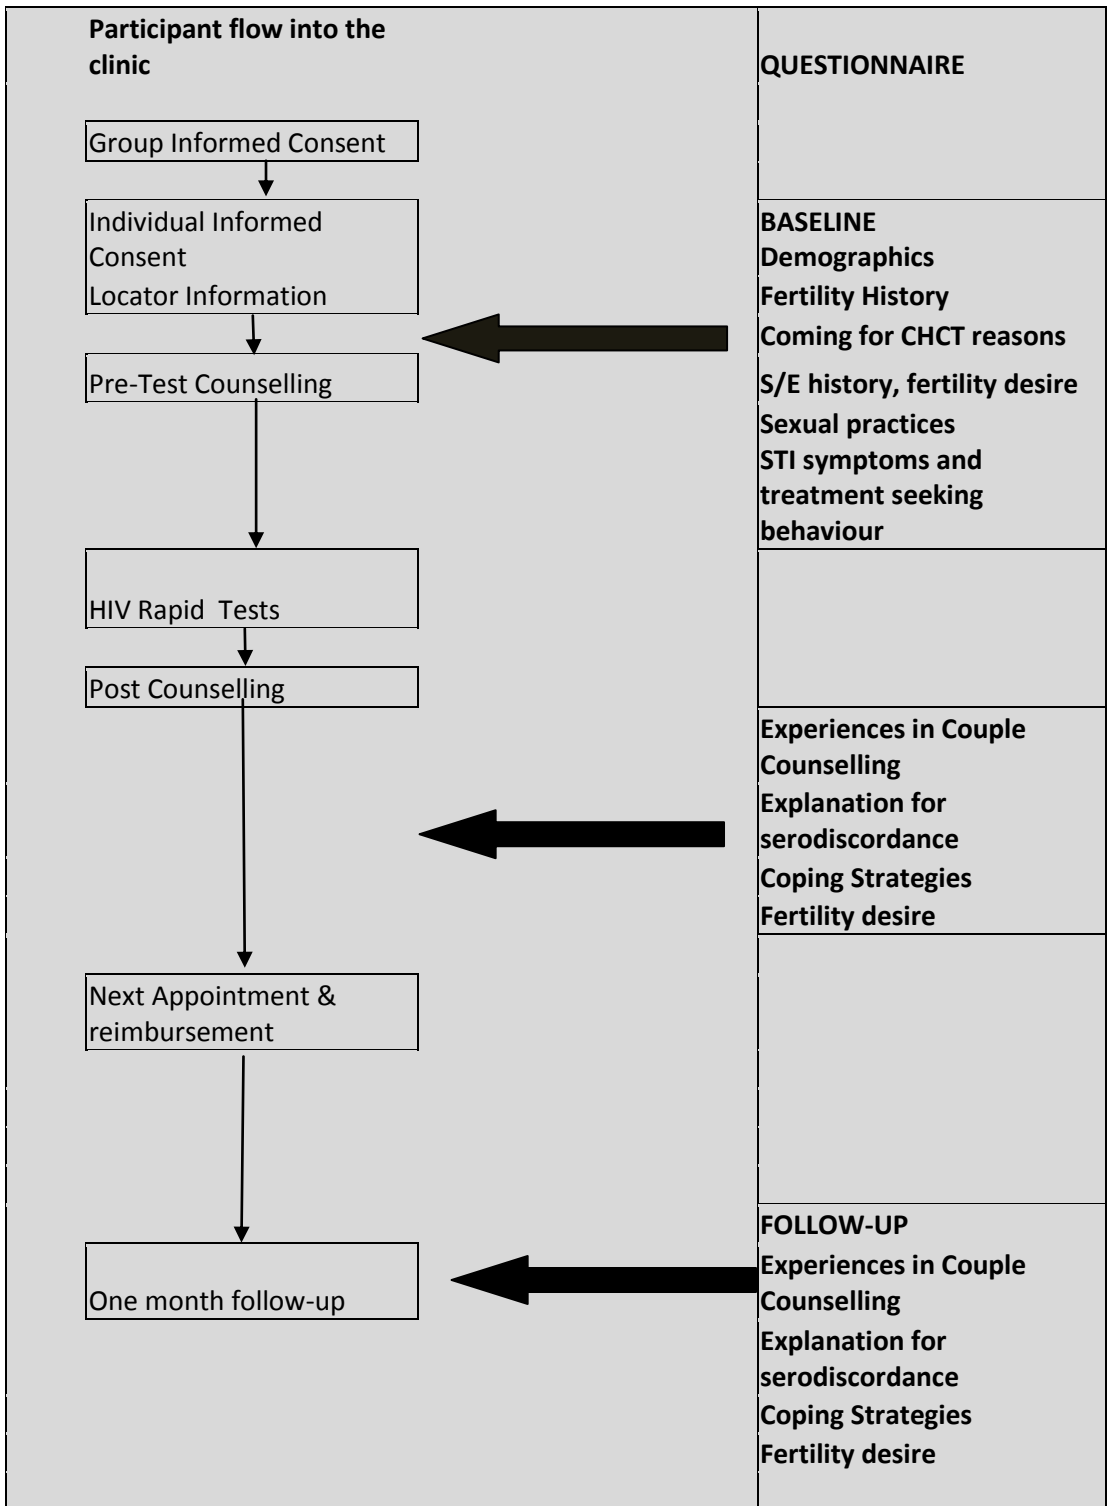 Participant flow into the
clinic
QUESTIONNAIRE
Group Informed Consent
Individual Informed
Consent
Locator Information
Pre-Test Counselling
BASELINE
Demographics
Fertility History
Coming for CHCT reasons
S/E history, fertility desire
Sexual practices
STI symptoms and
treatment seeking
behaviour
HIV Rapid  Tests
Post Counselling
Experiences in Couple
Counselling
Explanation for
serodiscordance
Coping Strategies
Fertility desire
Next Appointment &
reimbursement
One month follow-up
FOLLOW-UP
Experiences in Couple
Counselling
Explanation for
serodiscordance
Coping Strategies
Fertility desire